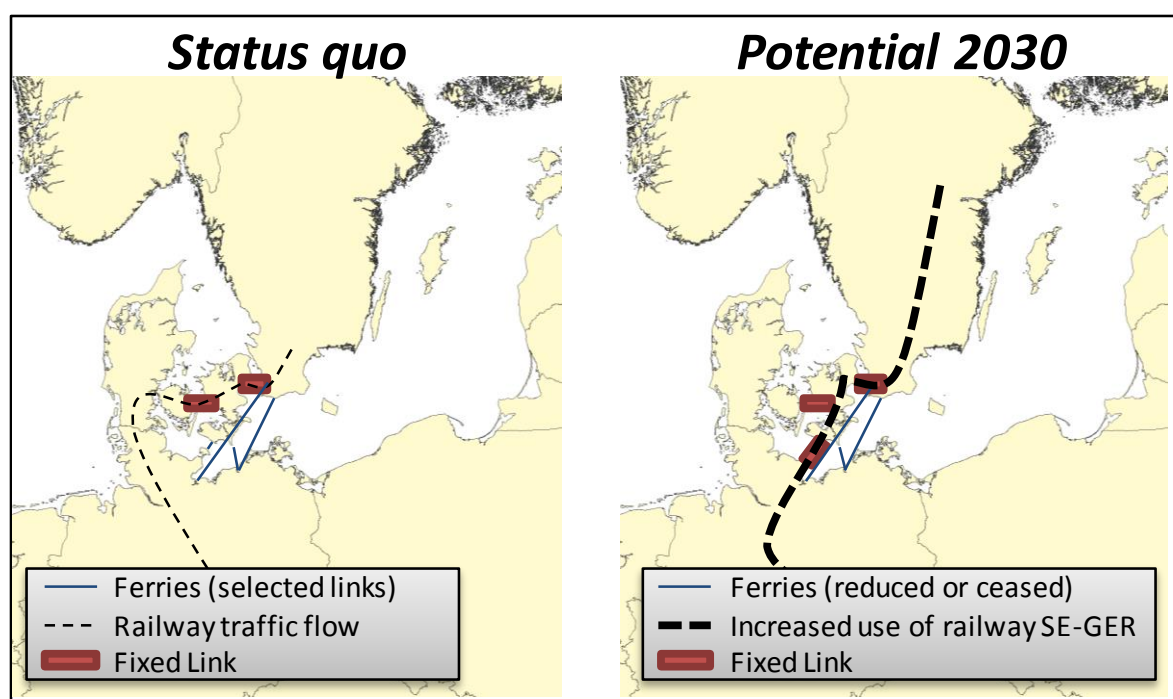 Status quo
Potential 2030
Ferries (selected links)
Railway traffic flow
Fixed Link
Ferries (reduced or ceased)
Increased use of railway SE-GER
Fixed Link